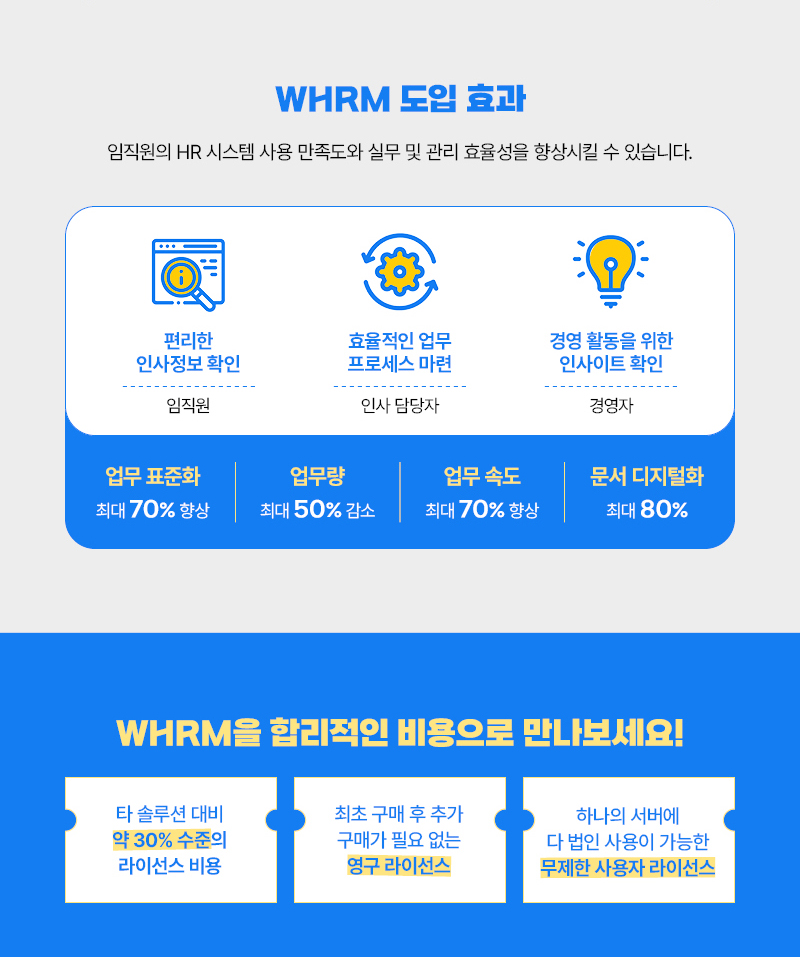 WHRM 도입 효과
임직원의 HR 시스템 사용 만족도와 실무 및 관리 효율성을 향상시킬 수 있습니다.
편리한
인사정보 확인
임직원
효율적인 업무
프로세스 마련
인사 담당자
경영 활동을 위한
인사이트 확인
경영자
업무 표준화
최대 70% 향상
업무량
최대 50% 감소
업무 속도
최대 70% 향상
문서 디지털화
최대 80%
WHRM을 합리적인 비용으로 만나보세요!
타 솔루션 대비
약 30% 수준의
라이선스 비용
최초 구매 후 추가
구매가 필요 없는
영구 라이선스
하나의 서버에
다 법인 사용이 가능한
무제한 사용자 라이선스